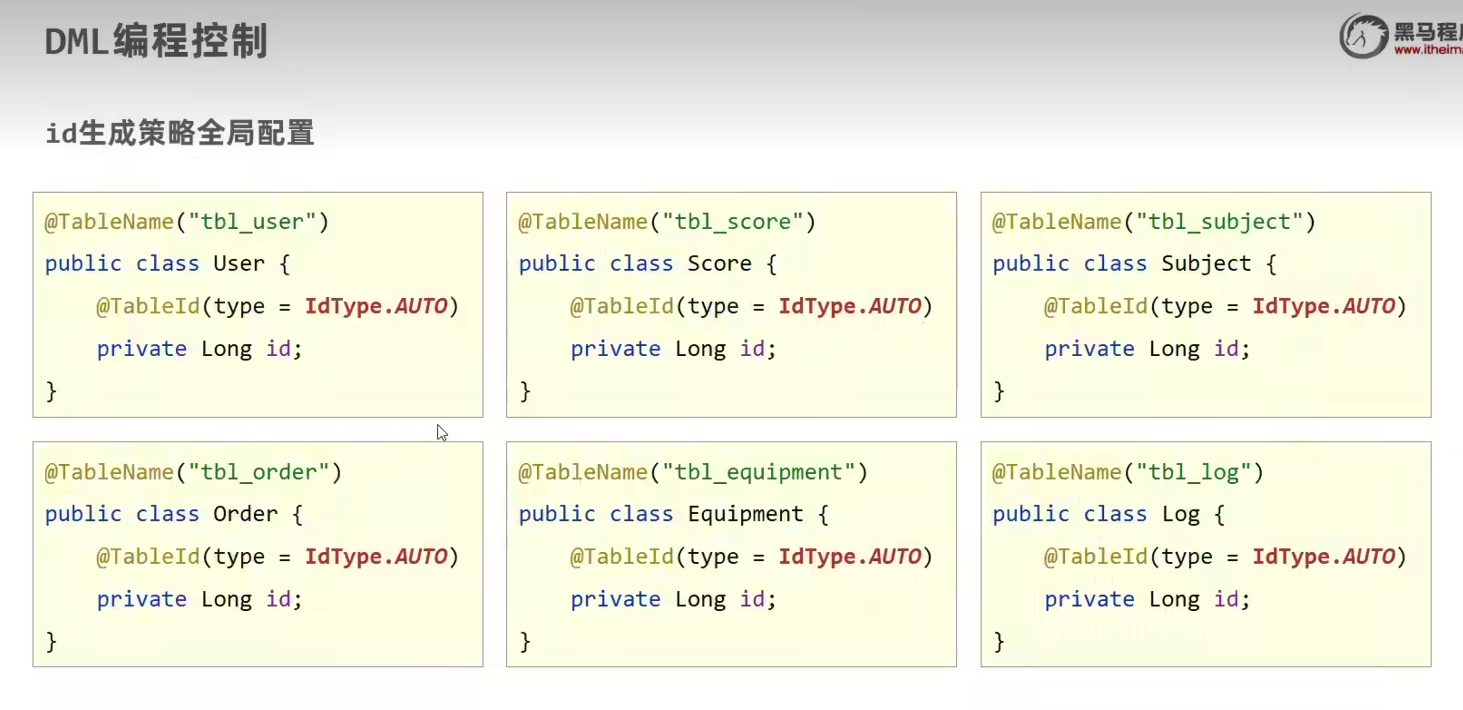 DML编程控制
黑马程
www.itheim
id生成策略全局配置
@TableName("tbl_user")
public class User {
@TableId(type = IdType.AUTO)
private Long id;
}
@TableName("tbl_score")
public class Score {
@TableId(type = IdType.AUTO)
private Long id;
}
@TableName("tbl_subject")
public class Subject {
@TableId(type = IdType.AUTO)
private Long id;
}
@TableName("tbl_order")
public class Order {
@TableId(type = IdType.AUTO)
private Long id;
}
@TableName("tbl_equipment")
public class Equipment {
@TableId(type = IdType.AUTO)
private Long id;
}
@TableName("tbl_log")
public class Log {
@TableId(type = IdType.AUTO)
private Long id;
}